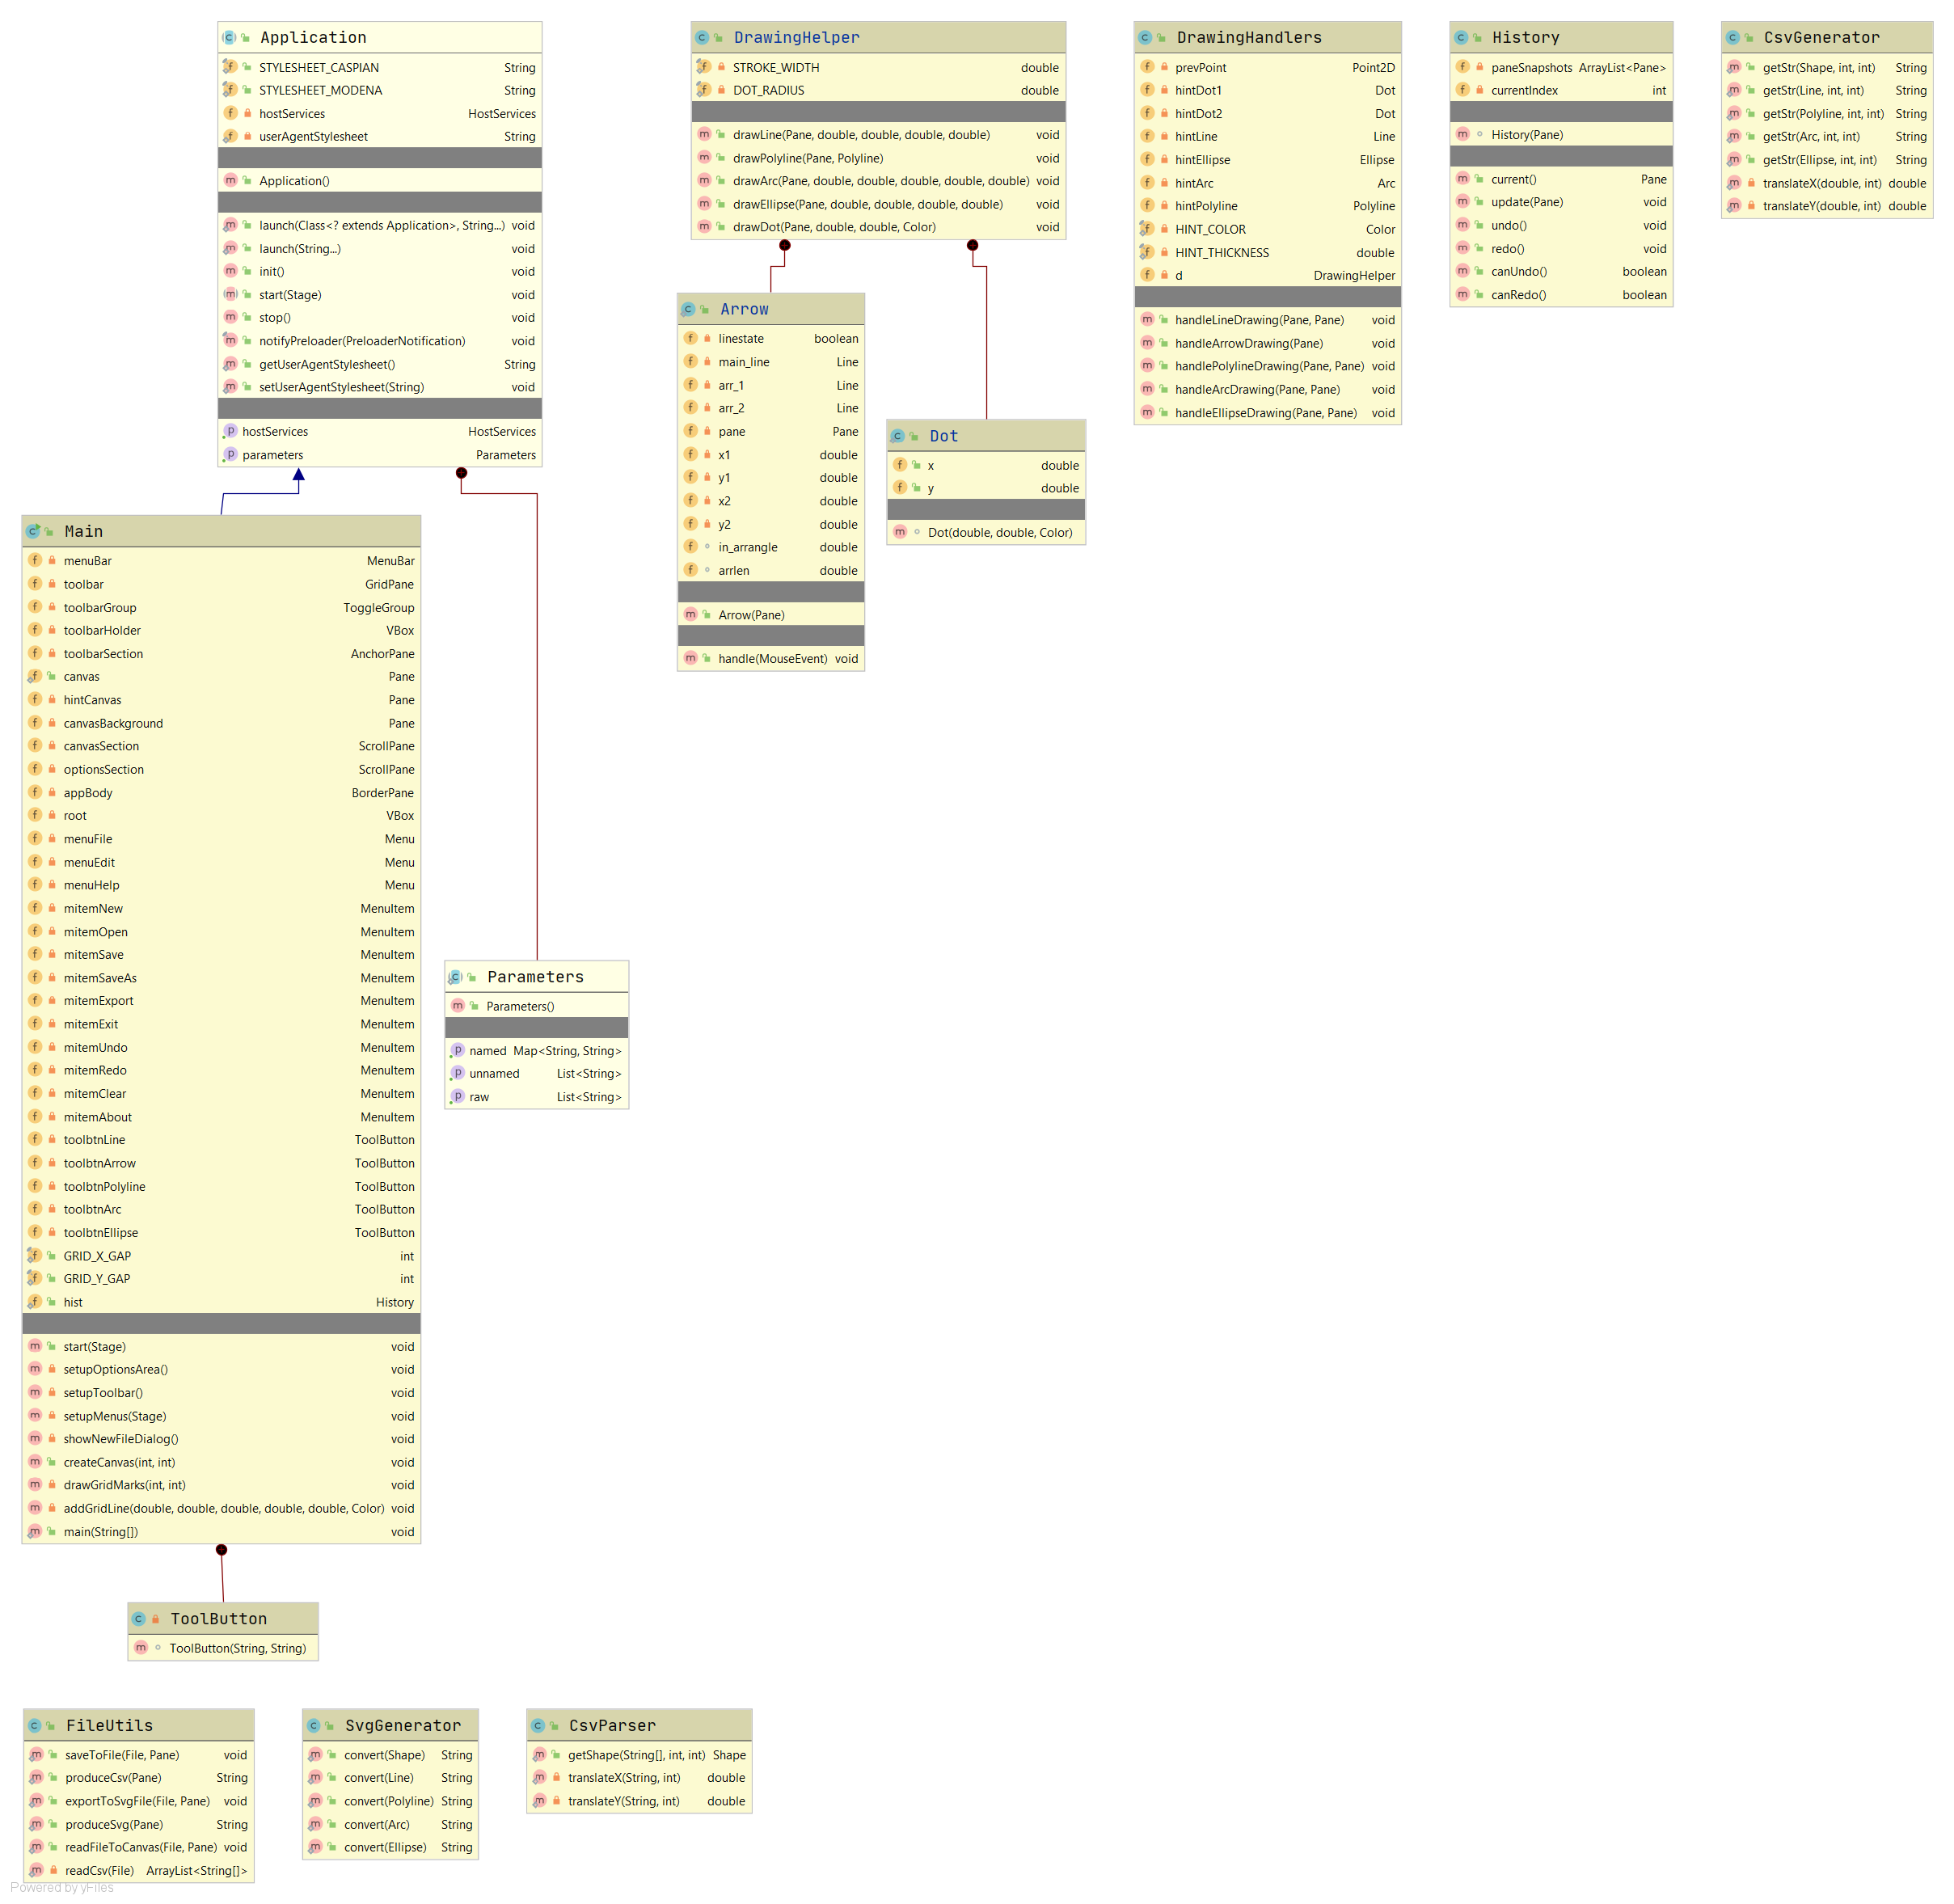 Application
STYLESHEET_CASPIAN String
STYLESHEET_MODENA String
hostServices HostServices
userAgentStylesheet String
Application()
launch(Class<? extends Application>, String...) void
launch(String...) void
init() void
start(Stage) void
stop() void
notifyPreloader(PreloaderNotification) void
getUserAgentStylesheet() String
setUserAgentStylesheet(String) void
hostServices HostServices
parameters Parameters
DrawingHelper
STROKE_WIDTH double
DOT_RADIUS double
drawLine(Pane, double, double, double, double) void
drawPolyline(Pane, Polyline) void
drawArc(Pane, double, double, double, double, double) void
drawEllipse(Pane, double, double, double, double) void
drawDot(Pane, double, double, Color) void
DrawingHandlers
prevPoint Point2D
hintDot1 Dot
hintDot2 Dot
hintLine Line
hintEllipse Ellipse
hintArc Arc
hintPolyline Polyline
HINT_COLOR Color
HINT_THICKNESS double
d DrawingHelper
handleLineDrawing(Pane, Pane) void
handleArrowDrawing(Pane) void
handlePolylineDrawing(Pane, Pane) void
handleArcDrawing(Pane, Pane) void
handleEllipseDrawing(Pane, Pane) void
History
paneSnapshots ArrayList<Pane>
currentIndex int
History(Pane)
current() Pane
update(Pane) void
undo() void
redo() void
canUndo() boolean
canRedo() boolean
CsvGenerator
getStr(Shape, int, int) String
getStr(Line, int, int) String
getStr(Polyline, int, int) String
getStr(Arc, int, int) String
getStr(Ellipse, int, int) String
translateX(double, int) double
translateY(double, int) double
Arrow
linestate boolean
main_line Line
arr_1 Line
arr_2 Line
pane Pane
x1 double
y1 double
x2 double
y2 double
in_arrangle double
arrlen double
Arrow(Pane)
handle(MouseEvent) void
Dot
x double
y double
Dot(double, double, Color)
Main
menuBar MenuBar
toolbar GridPane
toolbarGroup ToggleGroup
toolbarHolder VBox
toolbarSection AnchorPane
canvas Pane
hintCanvas Pane
canvasBackground Pane
canvasSection ScrollPane
optionsSection ScrollPane
appBody BorderPane
root VBox
menuFile Menu
menuEdit Menu
menuHelp Menu
mitemNew MenuItem
mitemOpen MenuItem
mitemSave MenuItem
mitemSaveAs MenuItem
mitemExport MenuItem
mitemExit MenuItem
mitemUndo MenuItem
mitemRedo MenuItem
mitemClear MenuItem
mitemAbout MenuItem
toolbtnLine ToolButton
toolbtnArrow ToolButton
toolbtnPolyline ToolButton
toolbtnArc ToolButton
toolbtnEllipse ToolButton
GRID_X_GAP int
GRID_Y_GAP int
hist History
start(Stage) void
setupOptionsArea() void
setupToolbar() void
setupMenus(Stage) void
showNewFileDialog() void
createCanvas(int, int) void
drawGridMarks(int, int) void
addGridLine(double, double, double, double, double, Color) void
main(String[]) void
Parameters
Parameters()
named Map<String, String>
unnamed List<String>
raw List<String>
ToolButton
ToolButton(String, String)
FileUtils
saveToFile(File, Pane) void
produceCsv(Pane) String
exportToSvgFile(File, Pane) void
produceSvg(Pane) String
readFileToCanvas(File, Pane) void
readCsv(File) ArrayList<String[]>
SvgGenerator
convert(Shape) String
convert(Line) String
convert(Polyline) String
convert(Arc) String
convert(Ellipse) String
CsvParser
getShape(String[], int, int) Shape
translateX(String, int) double
translateY(String, int) double
Powered by yFiles